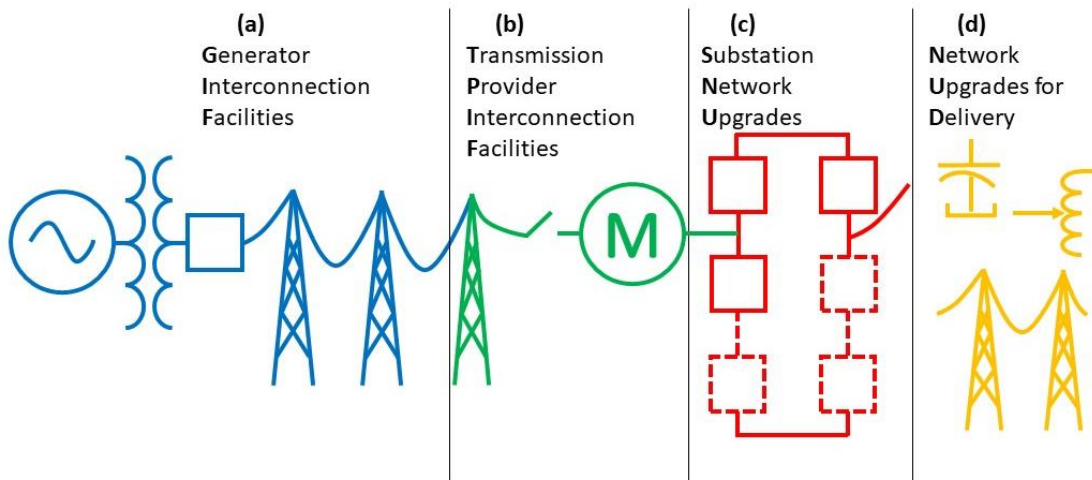 (a)
Generator
Interconnection
Facilities
(b)
Transmission
Provider
Interconnection
Facilities
(c)
Substation
Network
Upgrades
(d)
Network
Upgrades for
Delivery
M